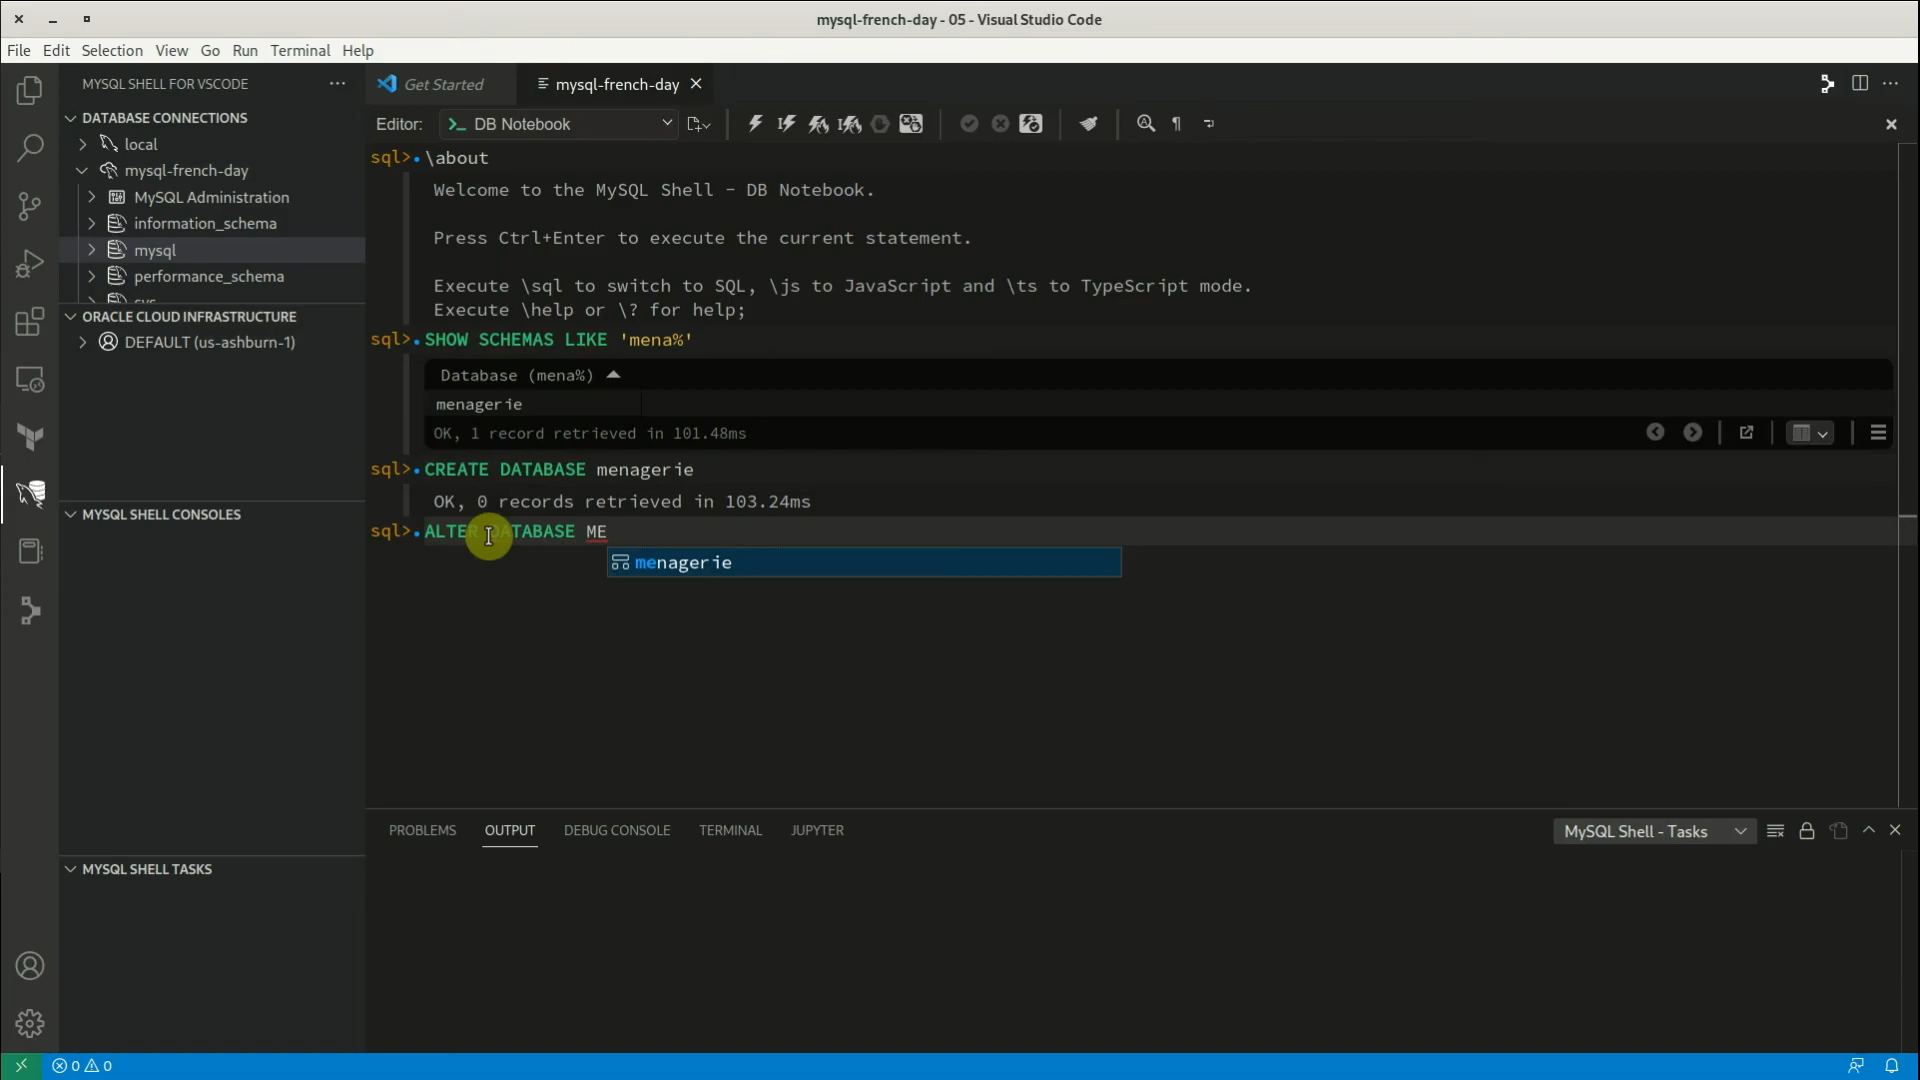 mysql-french-day - 05 - Visual Studio Code
File Edit Selection View Go Run Terminal Help
MYSQL SHELL FOR VSCODE
DATABASE CONNECTIONS
local
mysql-french-day
MySQL Administration
information_schema
mysql
performance_schema
sys
ORACLE CLOUD INFRASTRUCTURE
DEFAULT (us-ashburn-1)
MYSQL SHELL CONSOLES
MYSQL SHELL TASKS
Get Started
mysql-french-day
Editor: DB Notebook
sql> \about
Welcome to the MySQL Shell - DB Notebook.
Press Ctrl+Enter to execute the current statement.
Execute \sql to switch to SQL, \js to JavaScript and \ts to TypeScript mode.
Execute \help or \? for help;
sql> SHOW SCHEMAS LIKE 'mena%'
Database (mena%)
menagerie
OK, 1 record retrieved in 101.48ms
sql> CREATE DATABASE menagerie
OK, 0 records retrieved in 103.24ms
sql> ALTER DATABASE ME
menagerie
PROBLEMS OUTPUT DEBUG CONSOLE TERMINAL JUPYTER
MySQL Shell - Tasks
0 0